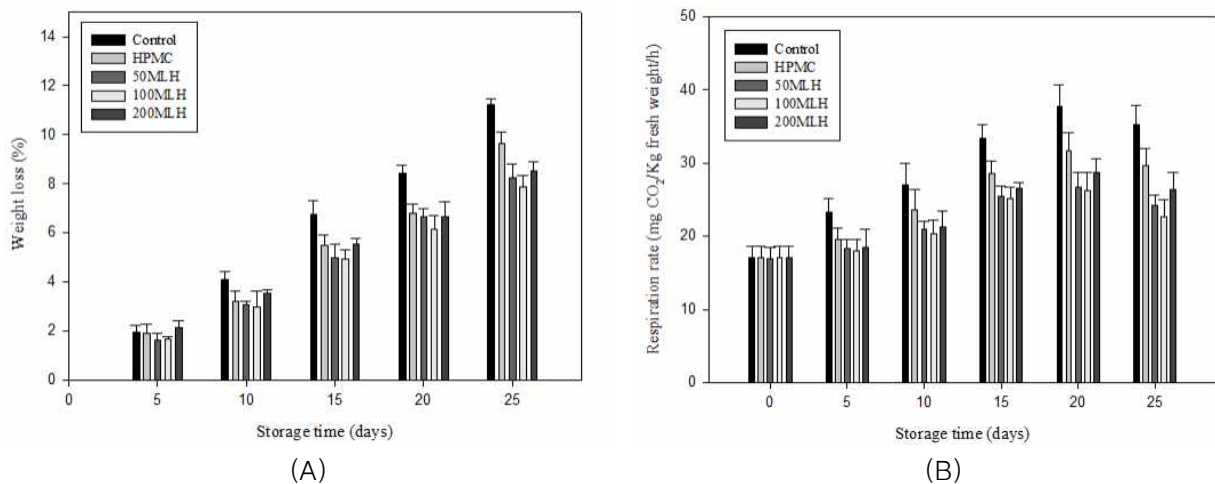 14
12
10
8
6
4
2
0
Weight loss (%)
Control
HPMC
50MLH
100MLH
200MLH
0 5 10 15 20 25
Storage time (days)
(A)
50
40
30
20
10
0
Respiration rate (mg CO₂/Kg fresh weight/h)
Control
HPMC
50MLH
100MLH
200MLH
0 5 10 15 20 25
Storage time (days)
(B)